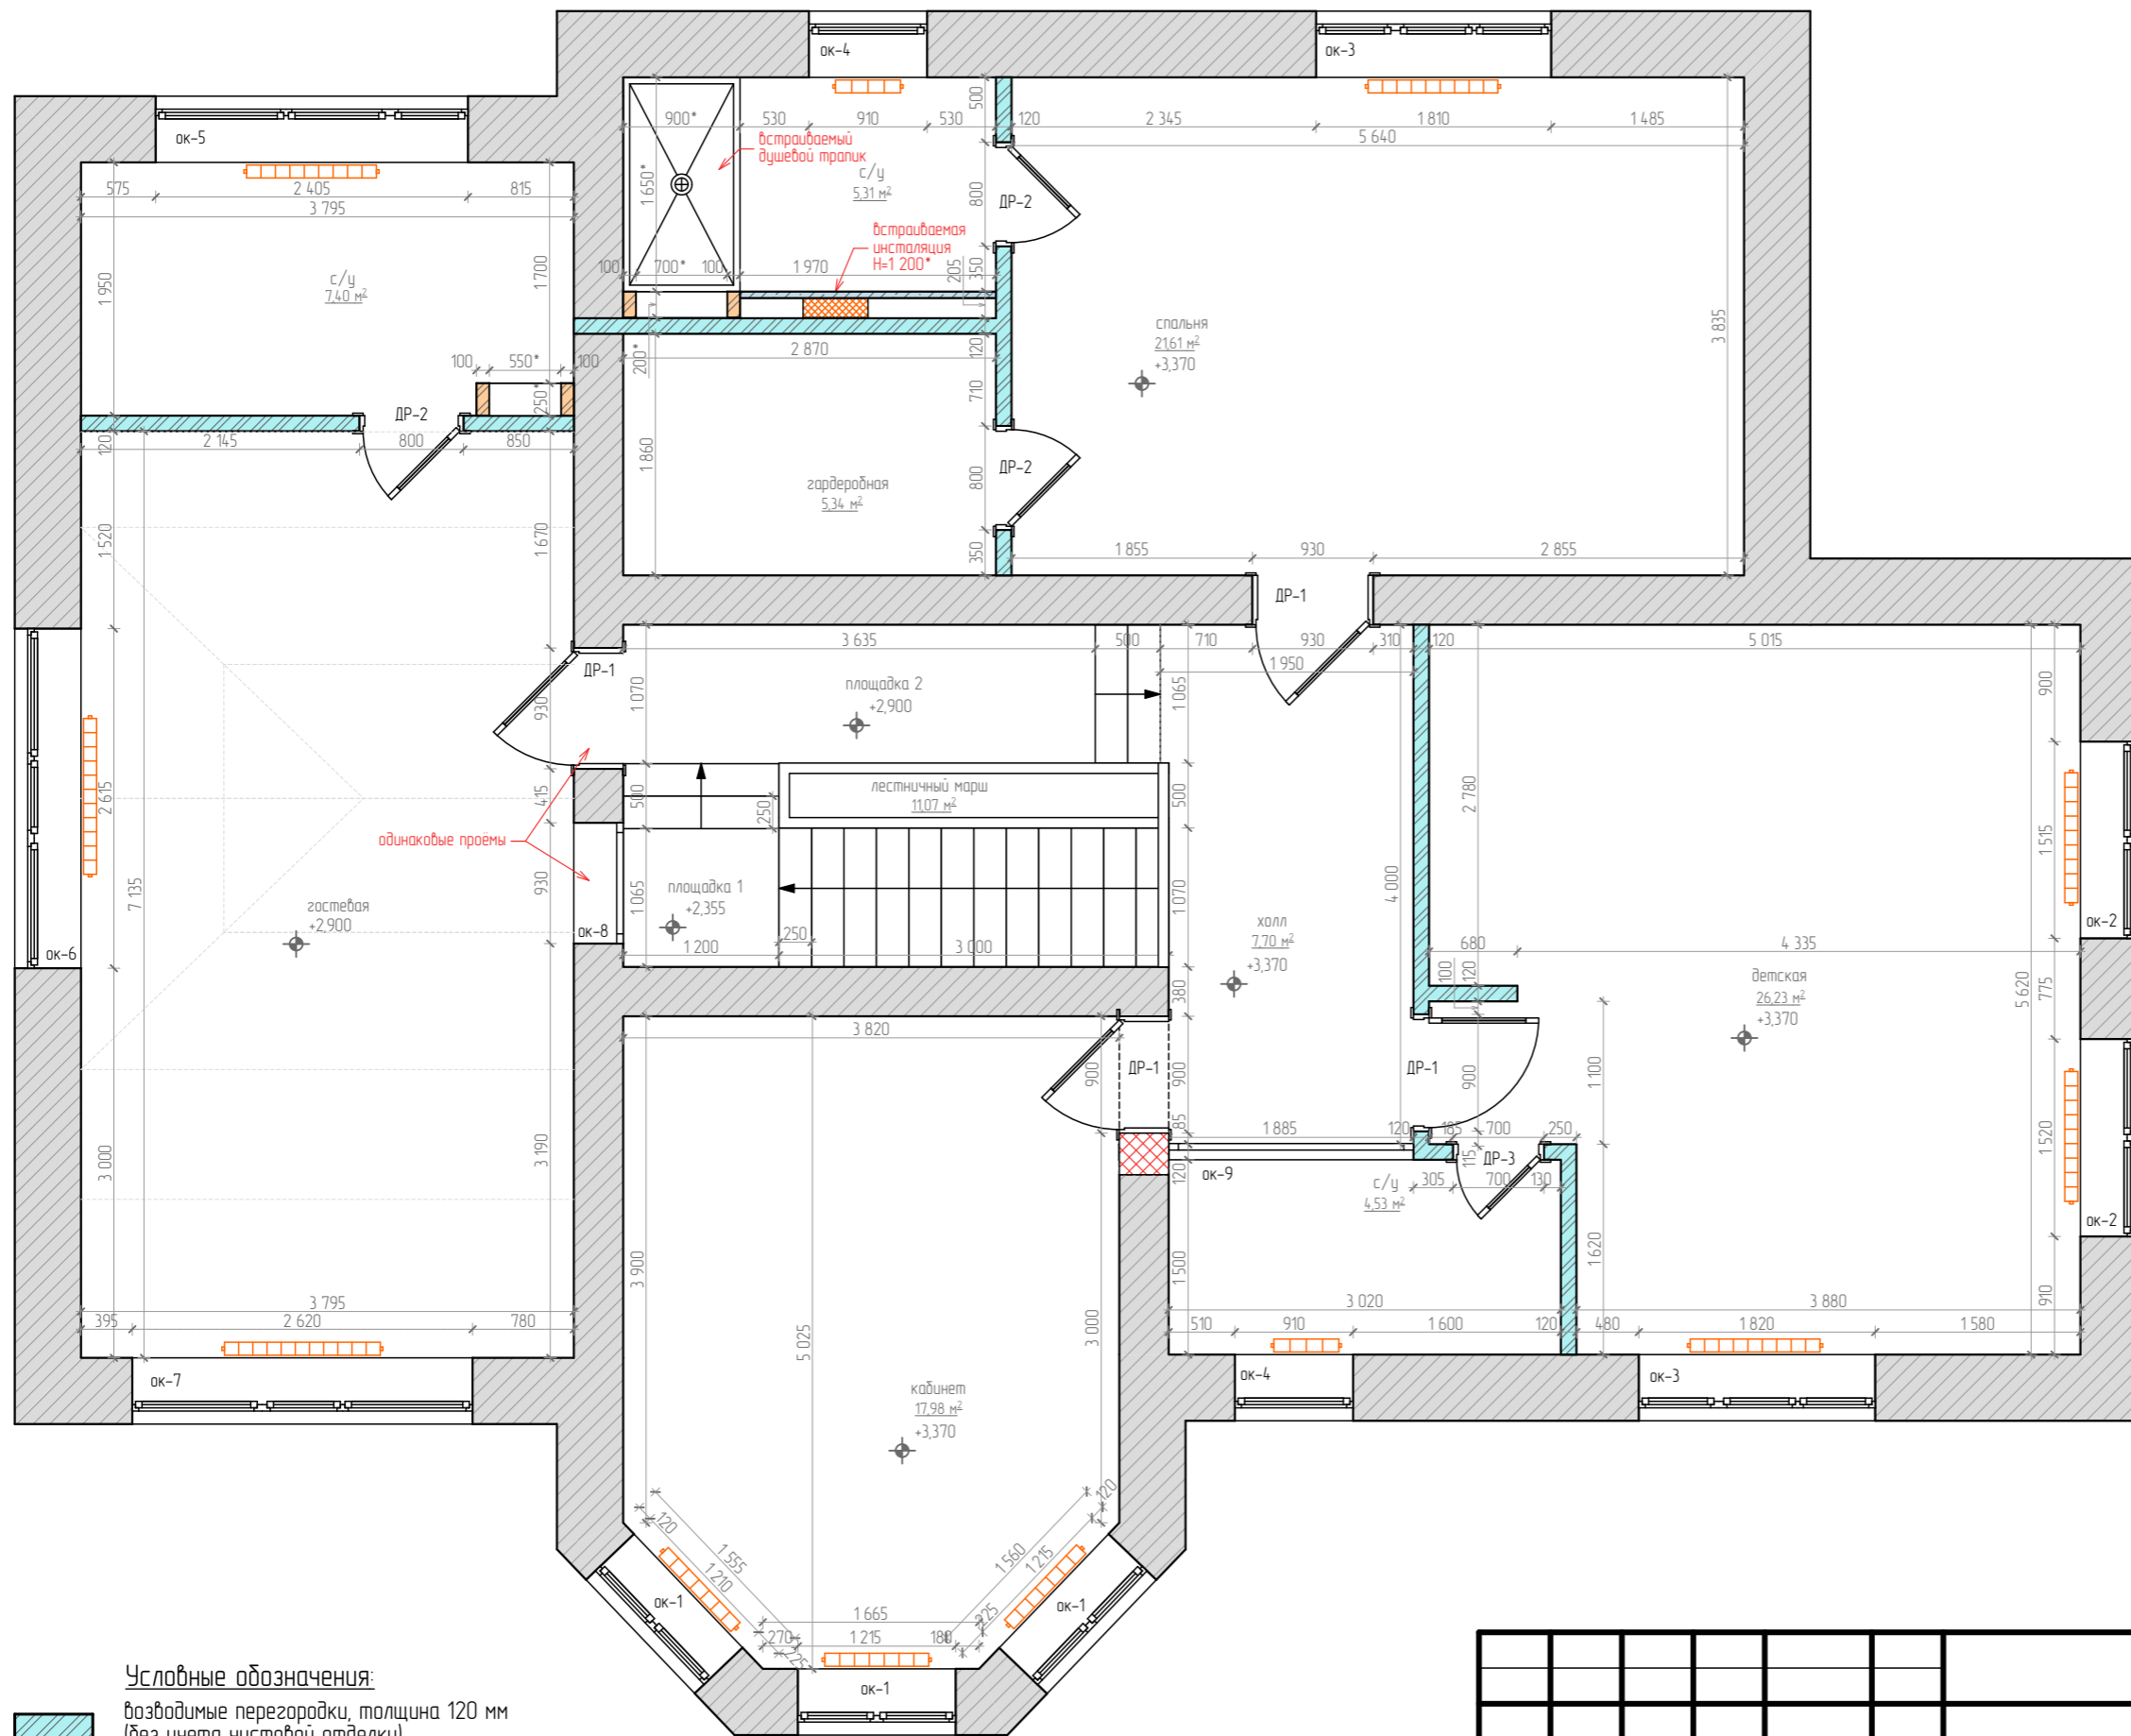 ок-4
ок-3
ок-5
900*
530
910
530
500
120
2 345
1 810
1 485
5 640
встраиваемый
душевой трапик
с/у
5,31 м²
1 650*
800
ДР-2
575
2 405
815
3 795
встраиваемая
инсталяция
Н=1 200*
100
700*
100
1 970
205
350
с/у
7,40 м²
1 950
1 700
спальня
21,61 м²
+3,370
3 835
2 870
200*
120
710
100
550*
100
250*
ДР-2
120
2 145
800
850
1 860
гардеробная
5,34 м²
ДР-2
800
350
1 520
1 670
1 855
930
2 855
ДР-1
3 635
500
710
930
310
120
5 015
1 950
ДР-1
930
1 070
площадка 2
+2,900
1 065
900
2 615
415
500
250
лестничный марш
11,07 м²
500
2 780
1 515
одинаковые проёмы
7 135
930
1 065
площадка 1
+2,355
1 070
4 000
гостевая
+2,900
ок-6
ок-8
250
1 200
3 000
холл
7,70 м²
+3,370
680
4 335
ок-2
100
120
380
детская
26,23 м²
+3,370
5 620
775
3 820
900
ДР-1
900
ДР-1
900
1 100
85
1 885
120
185
700
250
115
ДР-3
120
ок-9
с/у
4,53 м²
305
700
130
1 520
ок-2
3 000
3 190
3 900
1 500
1 620
3 795
395
2 620
780
5 025
3 000
3 020
3 880
910
510
910
1 600
120
480
1 820
1 580
ок-7
кабинет
17,98 м²
+3,370
ок-4
ок-3
120
1 555
1 210
120
1 560
1 215
ок-1
ок-1
1 665
270
1 215
180
225
225
ок-1
Условные обозначения:
возводимые перегородки, толщина 120 мм
(без учета чистовой отделки)